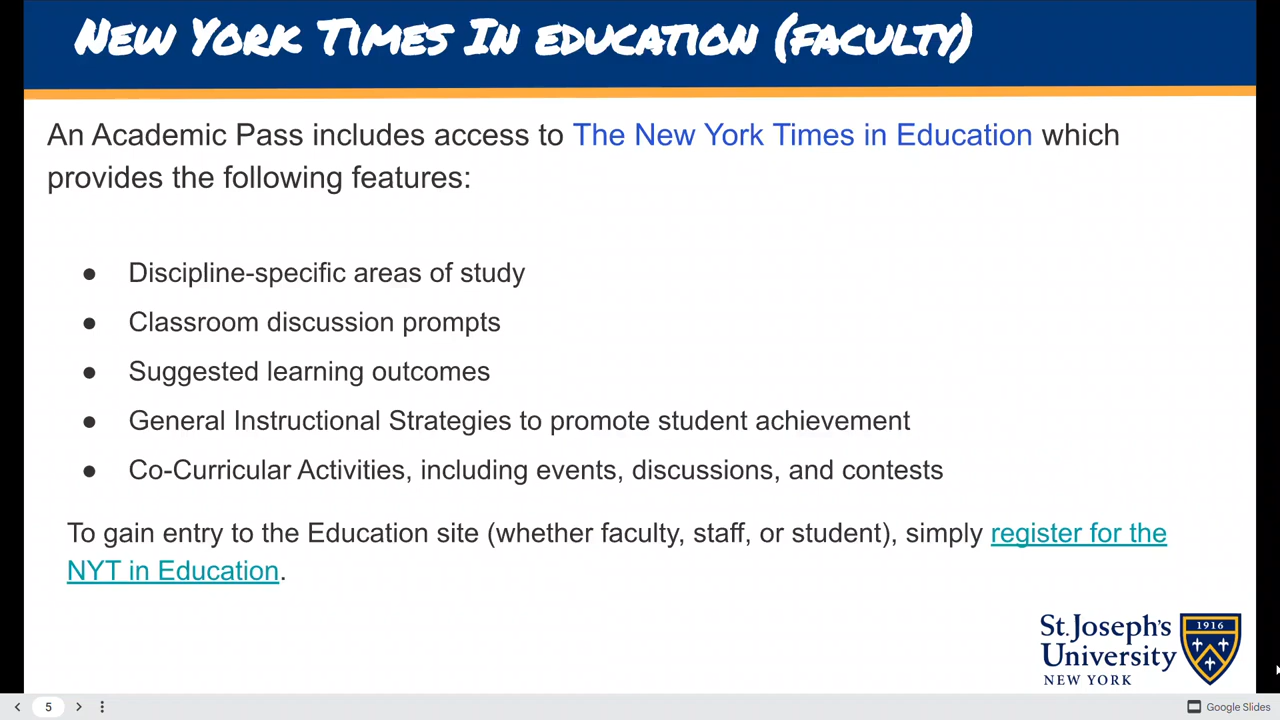 New York Times In education (faculty)
An Academic Pass includes access to The New York Times in Education which
provides the following features:
● Discipline-specific areas of study
● Classroom discussion prompts
● Suggested learning outcomes
● General Instructional Strategies to promote student achievement
● Co-Curricular Activities, including events, discussions, and contests
To gain entry to the Education site (whether faculty, staff, or student), simply register for the
NYT in Education.
St. Joseph's
University
NEW YORK
1916
5
Google Slides